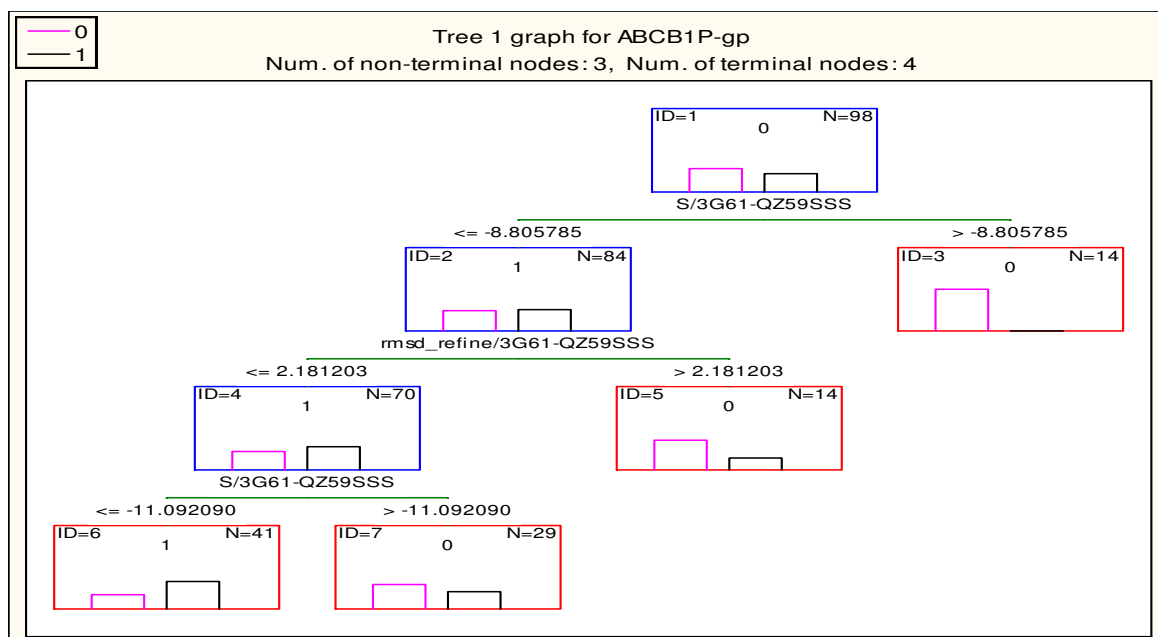 0
1
Tree 1 graph for ABCB1P-gp
Num. of non-terminal nodes: 3, Num. of terminal nodes: 4
ID=1 N=98
0
S/3G61-QZ59SSS
<= -8.805785 > -8.805785
ID=2 N=84 ID=3 N=14
1 0
rmsd_refine/3G61-QZ59SSS
<= 2.181203 > 2.181203
ID=4 N=70 ID=5 N=14
1 0
S/3G61-QZ59SSS
<= -11.092090 > -11.092090
ID=6 N=41 ID=7 N=29
1 0